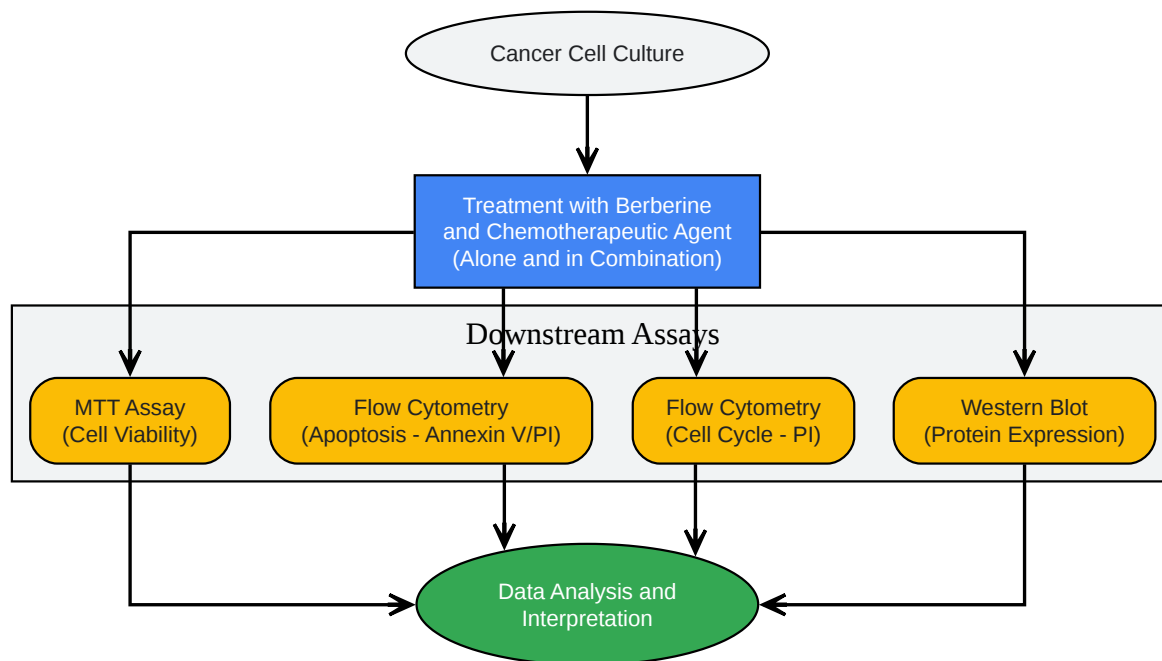 Cancer Cell Culture
Treatment with Berberine
and Chemotherapeutic Agent
(Alone and in Combination)
Downstream Assays
MTT Assay
(Cell Viability)
Flow Cytometry
(Apoptosis - Annexin V/PI)
Flow Cytometry
(Cell Cycle - PI)
Western Blot
(Protein Expression)
Data Analysis and
Interpretation